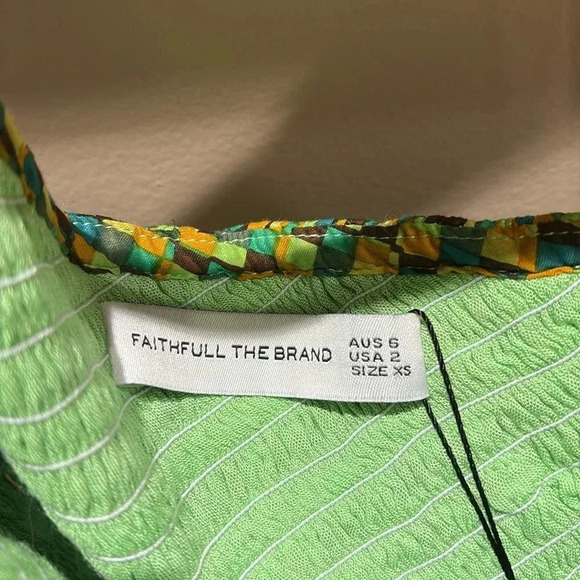 FAITHFULL THE BRAND
AUS 6
USA 2
SIZE XS